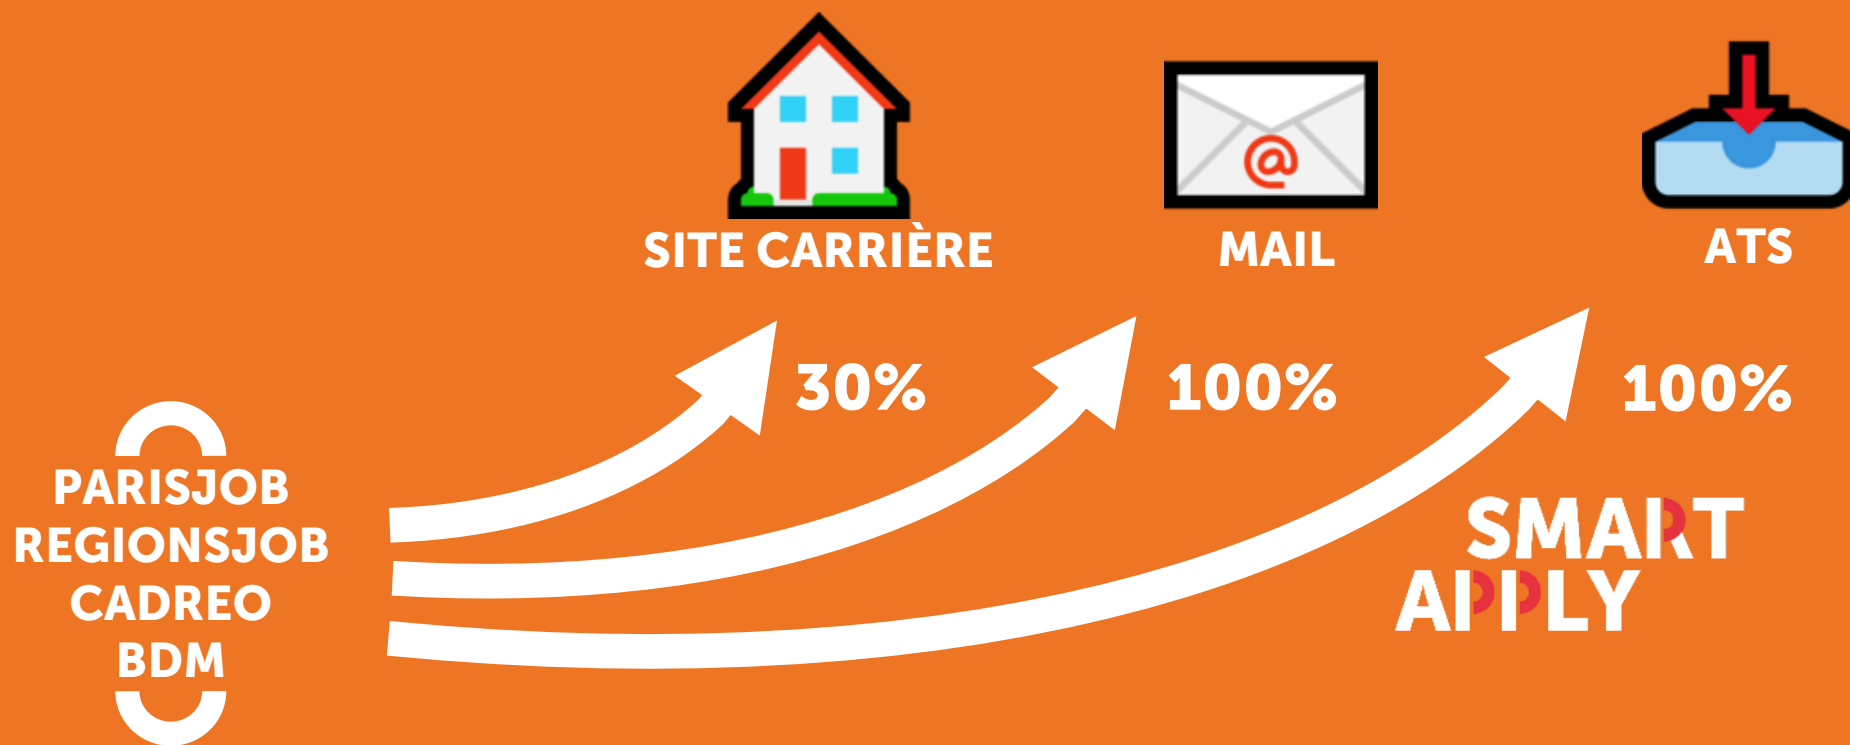 @
SITE CARRIÈRE
MAIL
ATS
30%
100%
100%
PARISJOB
REGIONSJOB
CADREO
BDM
SMART
APPLY